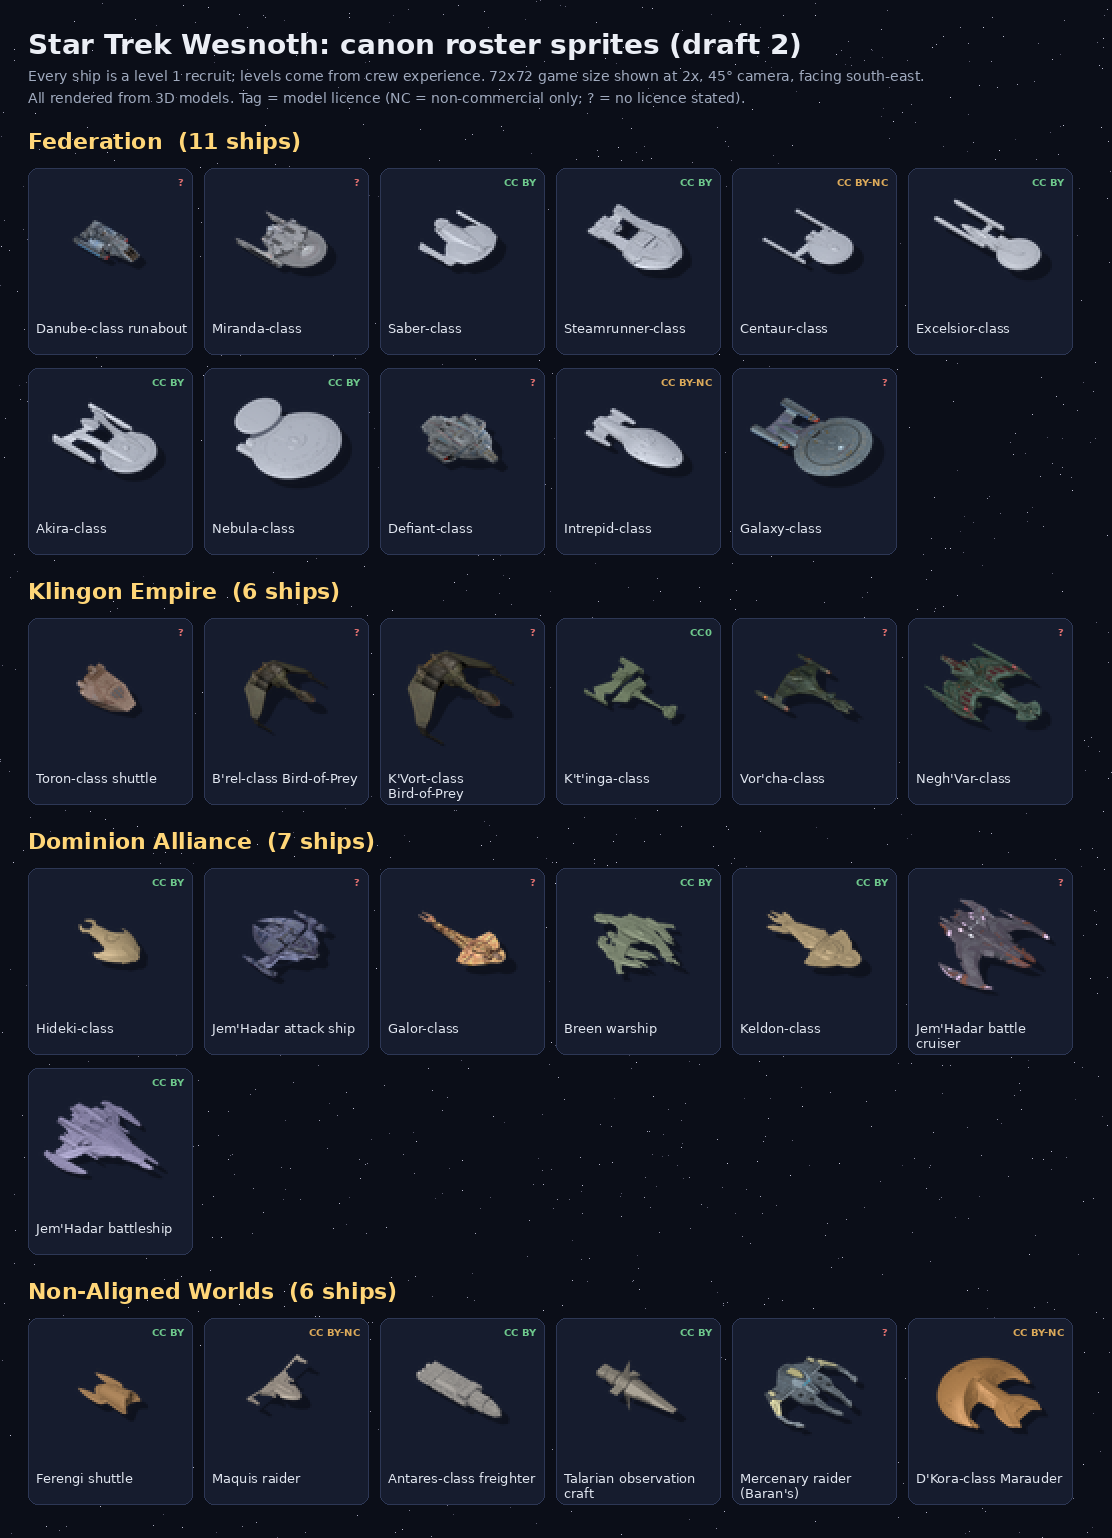 Star Trek Wesnoth: canon roster sprites (draft 2)
Every ship is a level 1 recruit; levels come from crew experience. 72x72 game size shown at 2x, 45° camera, facing south-east.
All rendered from 3D models. Tag = model licence (NC = non-commercial only; ? = no licence stated).
Federation (11 ships)
? ? CC BY CC BY CC BY-NC CC BY
Danube-class runabout Miranda-class Saber-class Steamrunner-class Centaur-class Excelsior-class
CC BY CC BY ? CC BY-NC ?
Akira-class Nebula-class Defiant-class Intrepid-class Galaxy-class
Klingon Empire (6 ships)
? ? ? CC0 ? ?
Toron-class shuttle B'rel-class Bird-of-Prey K'Vort-class K't'inga-class Vor'cha-class Negh'Var-class
Bird-of-Prey
Dominion Alliance (7 ships)
CC BY ? ? CC BY CC BY ?
Hideki-class Jem'Hadar attack ship Galor-class Breen warship Keldon-class Jem'Hadar battle
cruiser
CC BY
Jem'Hadar battleship
Non-Aligned Worlds (6 ships)
CC BY CC BY-NC CC BY CC BY ? CC BY-NC
Ferengi shuttle Maquis raider Antares-class freighter Talarian observation Mercenary raider D'Kora-class Marauder
craft (Baran's)